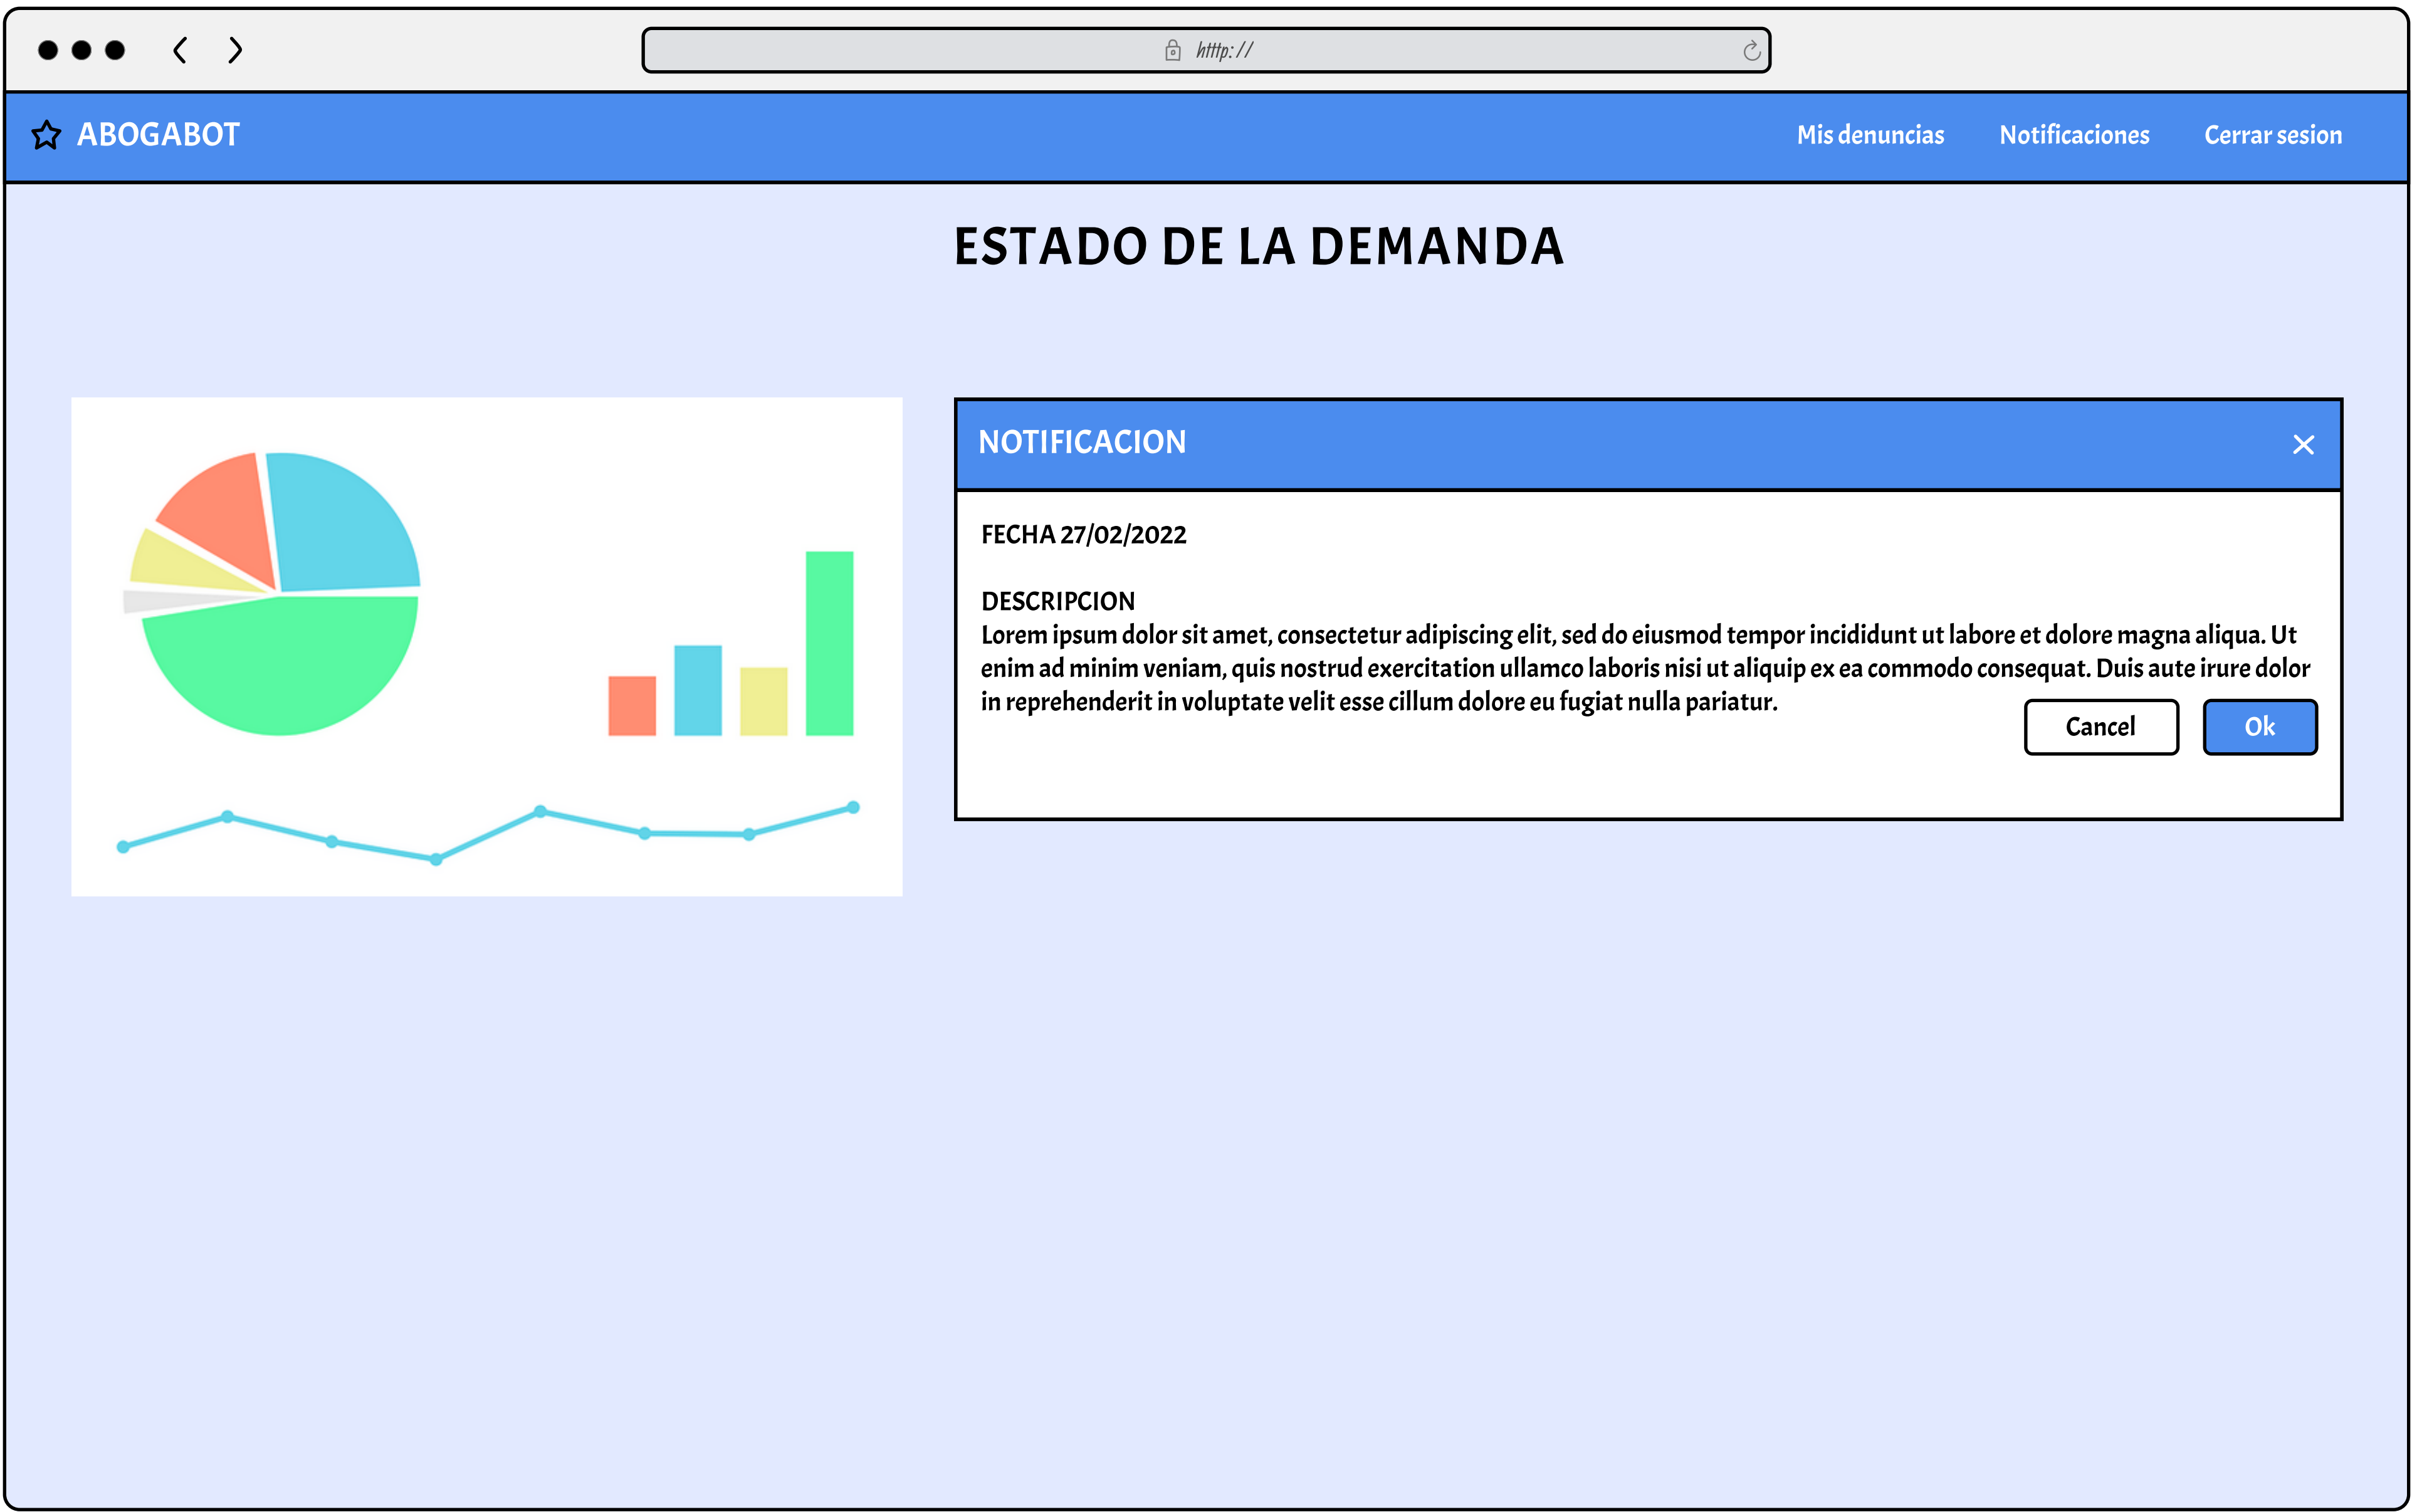 htttp://
ABOGABOT
Mis denuncias
Notificaciones
Cerrar sesion
ESTADO DE LA DEMANDA
NOTIFICACION
FECHA 27/02/2022
DESCRIPCION
Lorem ipsum dolor sit amet, consectetur adipiscing elit, sed do eiusmod tempor incididunt ut labore et dolore magna aliqua. Ut
enim ad minim veniam, quis nostrud exercitation ullamco laboris nisi ut aliquip ex ea commodo consequat. Duis aute irure dolor
in reprehenderit in voluptate velit esse cillum dolore eu fugiat nulla pariatur.
Cancel
Ok